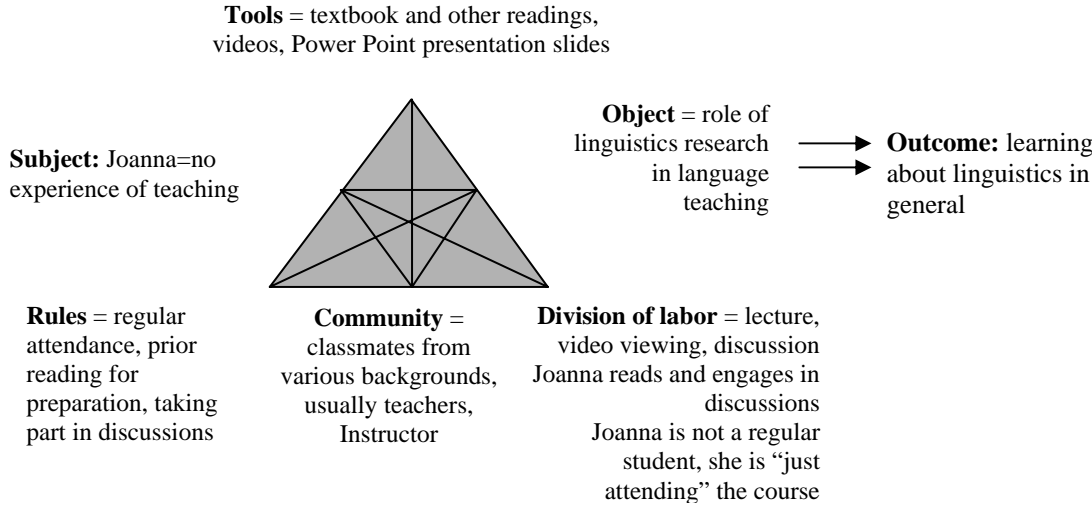 Tools = textbook and other readings,
videos, Power Point presentation slides
Subject: Joanna=no
experience of teaching
Object = role of
linguistics research
in language
teaching
Outcome: learning
about linguistics in
general
Rules = regular
attendance, prior
reading for
preparation, taking
part in discussions
Community =
classmates from
various backgrounds,
usually teachers,
Instructor
Division of labor = lecture,
video viewing, discussion
Joanna reads and engages in
discussions
Joanna is not a regular
student, she is “just
attending” the course